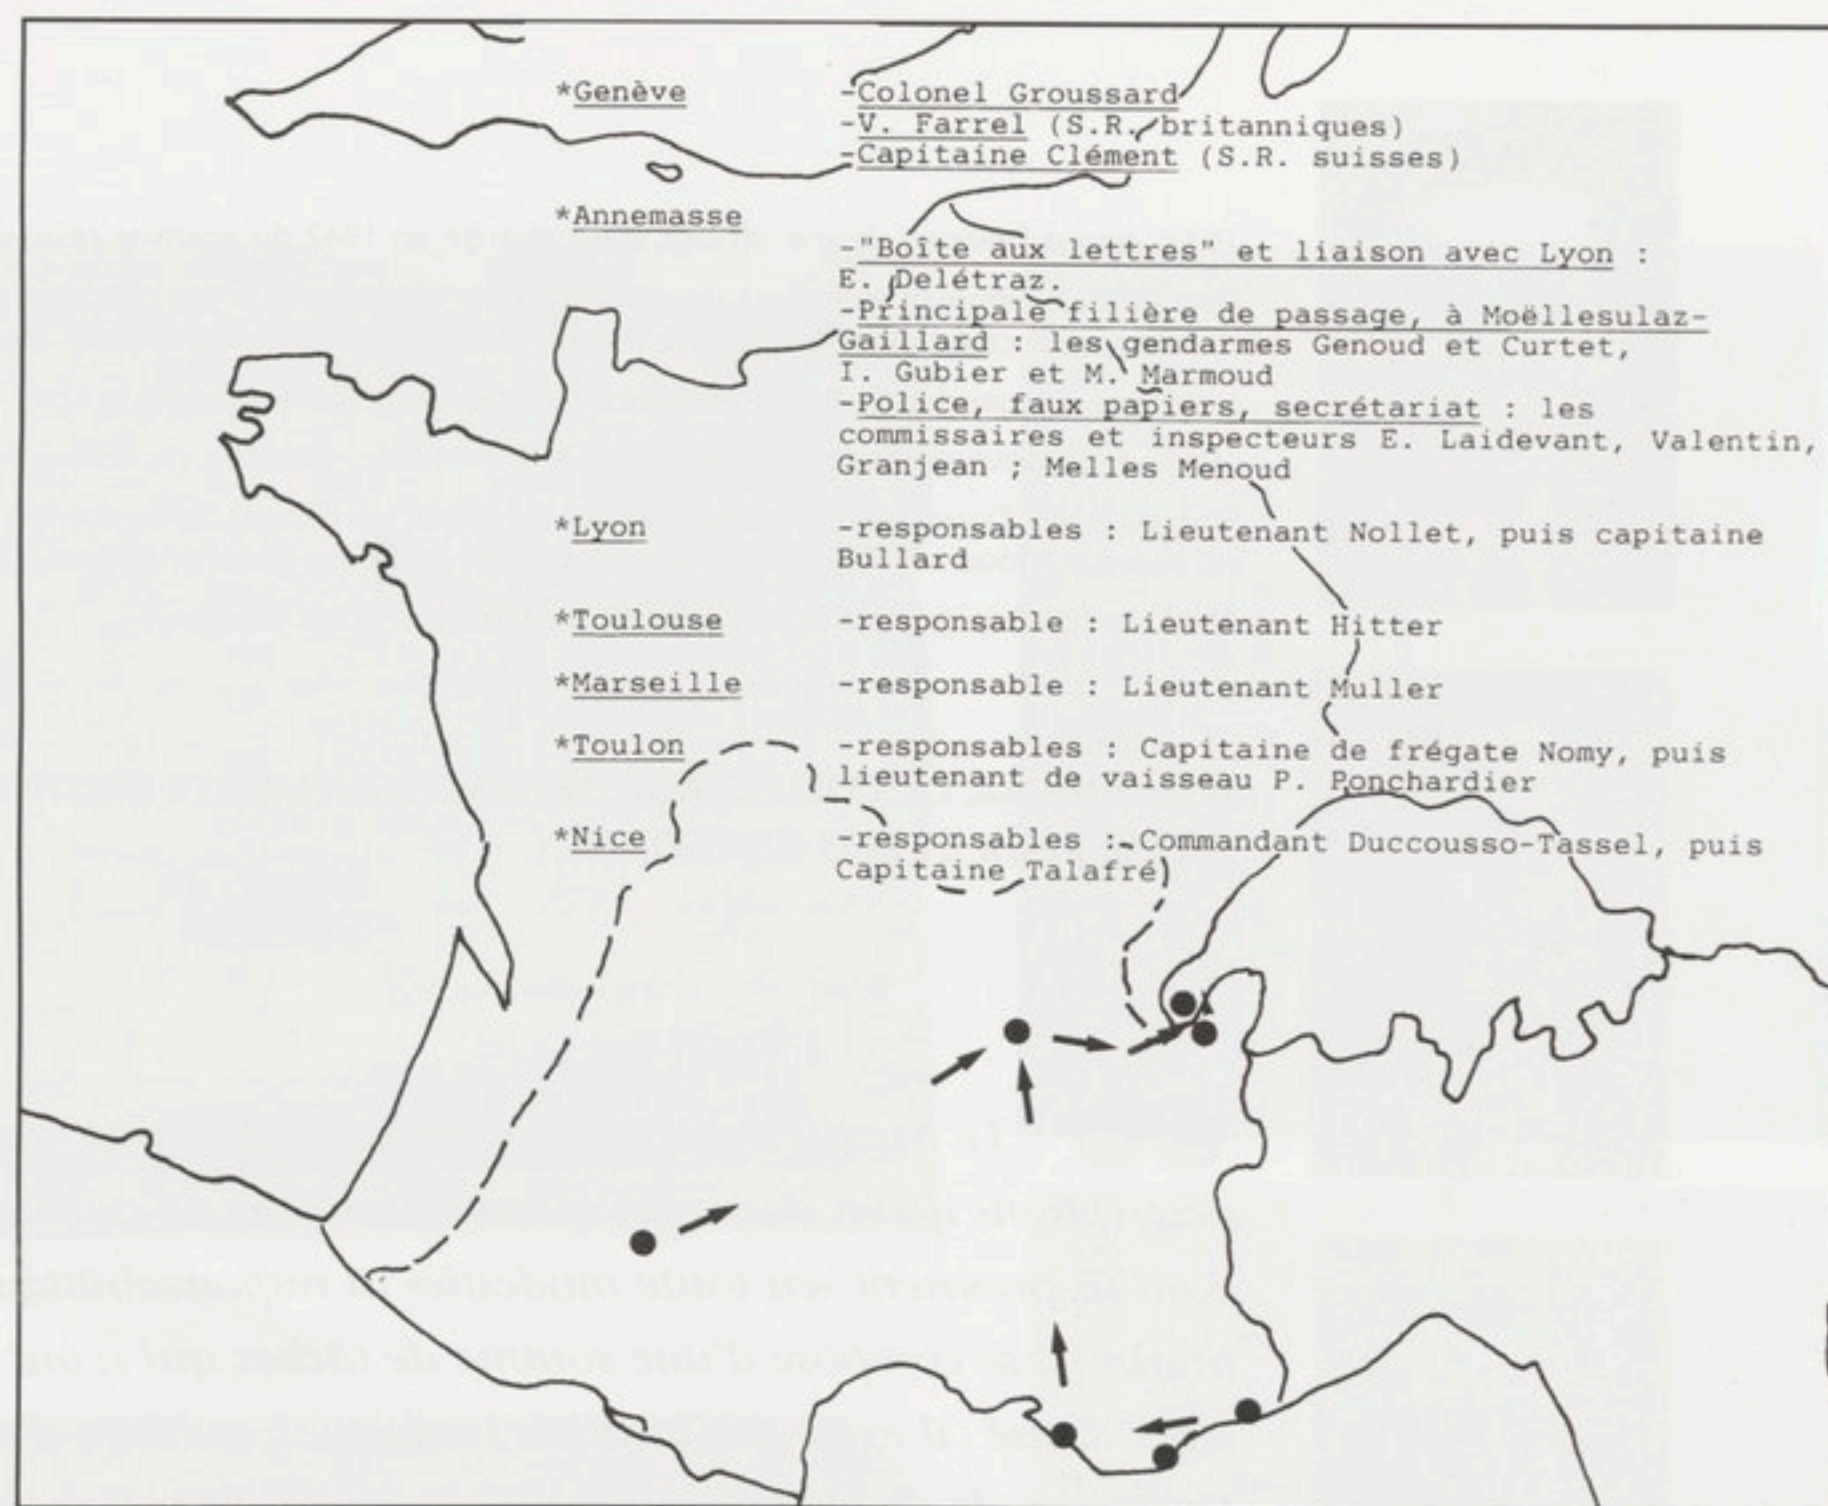 *Genève -Colonel Groussard
-V. Farrel (S.R. britanniques)
-Capitaine Clément (S.R. suisses)
*Annemasse
-"Boîte aux lettres" et liaison avec Lyon :
E. Delétraz.
-Principale filière de passage, à Moëllesulaz-
Gaillard : les gendarmes Genoud et Curtet,
I. Gubier et M. Marmoud
-Police, faux papiers, secrétariat : les
commissaires et inspecteurs E. Laidevant, Valentin,
Granjean ; Melles Menoud
*Lyon -responsables : Lieutenant Nollet, puis capitaine
Bullard
*Toulouse -responsable : Lieutenant Hitter
*Marseille -responsable : Lieutenant Muller
*Toulon -responsables : Capitaine de frégate Nomy, puis
lieutenant de vaisseau P. Ponchardier
*Nice -responsables : Commandant Duccousso-Tassel, puis
Capitaine Talafré